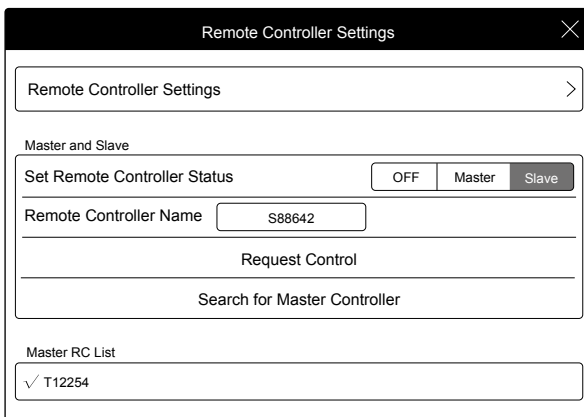 Remote Controller Settings
Remote Controller Settings
Master and Slave
Set Remote Controller Status OFF Master Slave
Remote Controller Name S88642
Request Control
Search for Master Controller
Master RC List
√ T12254